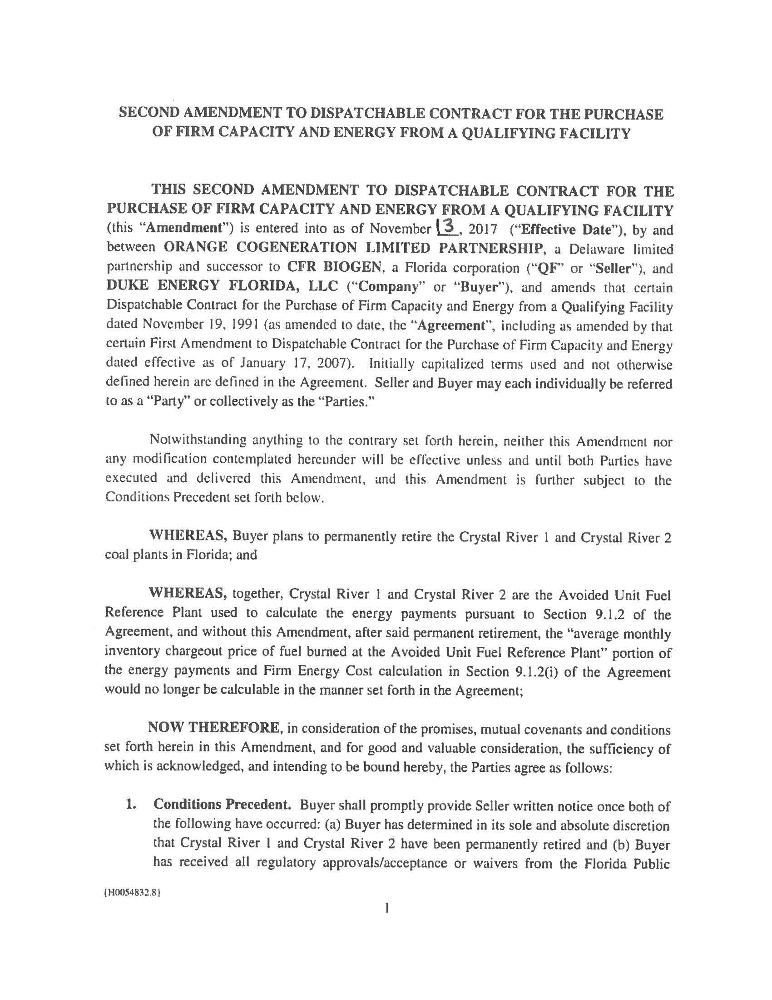 SECOND AMENDMENT TO DISPATCHABLE CONTRACT FOR THE PURCHASE
OF FIRM CAPACITY AND ENERGY FROM A QUALIFYING FACILITY
THIS SECOND AMENDMENT TO DISPATCHABLE CONTRACT FOR THE
PURCHASE OF FIRM CAPACITY AND ENERGY FROM A QUALIFYING FACILITY
(this “Amendment”) is entered into as of November 13, 2017 (“Effective Date”), by and
between ORANGE COGENERATION LIMITED PARTNERSHIP, a Delaware limited
partnership and successor to CFR BIOGEN, a Florida corporation (“QF” or “Seller”), and
DUKE ENERGY FLORIDA, LLC (“Company” or “Buyer”), and amends that certain
Dispatchable Contract for the Purchase of Firm Capacity and Energy from a Qualifying Facility
dated November 19, 1991 (as amended to date, the “Agreement”, including as amended by that
certain First Amendment to Dispatchable Contract for the Purchase of Firm Capacity and Energy
dated effective as of January 17, 2007). Initially capitalized terms used and not otherwise
defined herein are defined in the Agreement. Seller and Buyer may each individually be referred
to as a “Party” or collectively as the “Parties.”
Notwithstanding anything to the contrary set forth herein, neither this Amendment nor
any modification contemplated hereunder will be effective unless and until both Parties have
executed and delivered this Amendment, and this Amendment is further subject to the
Conditions Precedent set forth below.
WHEREAS, Buyer plans to permanently retire the Crystal River 1 and Crystal River 2
coal plants in Florida; and
WHEREAS, together, Crystal River 1 and Crystal River 2 are the Avoided Unit Fuel
Reference Plant used to calculate the energy payments pursuant to Section 9.1.2 of the
Agreement, and without this Amendment, after said permanent retirement, the “average monthly
inventory chargeout price of fuel burned at the Avoided Unit Fuel Reference Plant” portion of
the energy payments and Firm Energy Cost calculation in Section 9.1.2(i) of the Agreement
would no longer be calculable in the manner set forth in the Agreement;
NOW THEREFORE, in consideration of the promises, mutual covenants and conditions
set forth herein in this Amendment, and for good and valuable consideration, the sufficiency of
which is acknowledged, and intending to be bound hereby, the Parties agree as follows:
1. Conditions Precedent. Buyer shall promptly provide Seller written notice once both of
the following have occurred: (a) Buyer has determined in its sole and absolute discretion
that Crystal River 1 and Crystal River 2 have been permanently retired and (b) Buyer
has received all regulatory approvals/acceptance or waivers from the Florida Public
{H0054832.8}
1